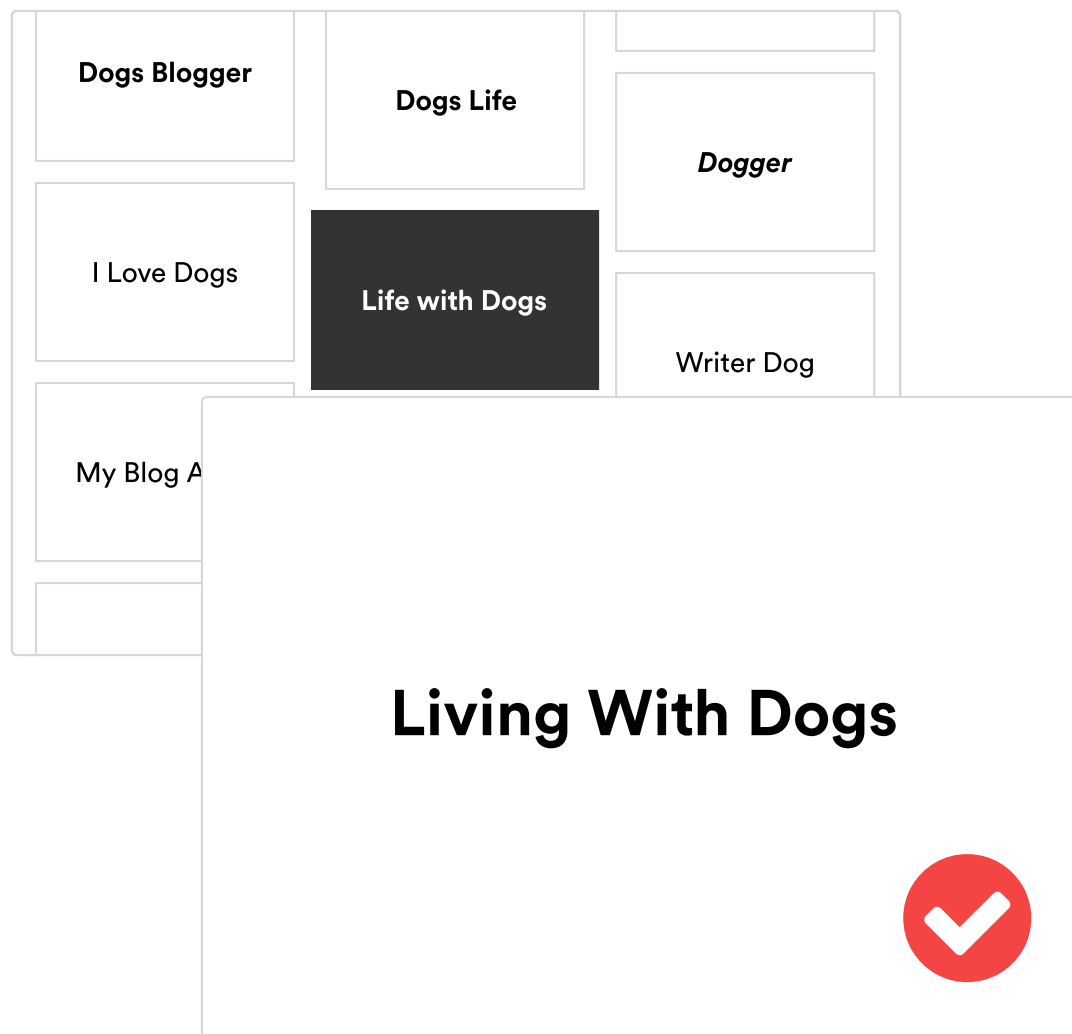 Dogs Blogger
Dogs Life
Dogger
I Love Dogs
Life with Dogs
Writer Dog
My Blog A
Living With Dogs